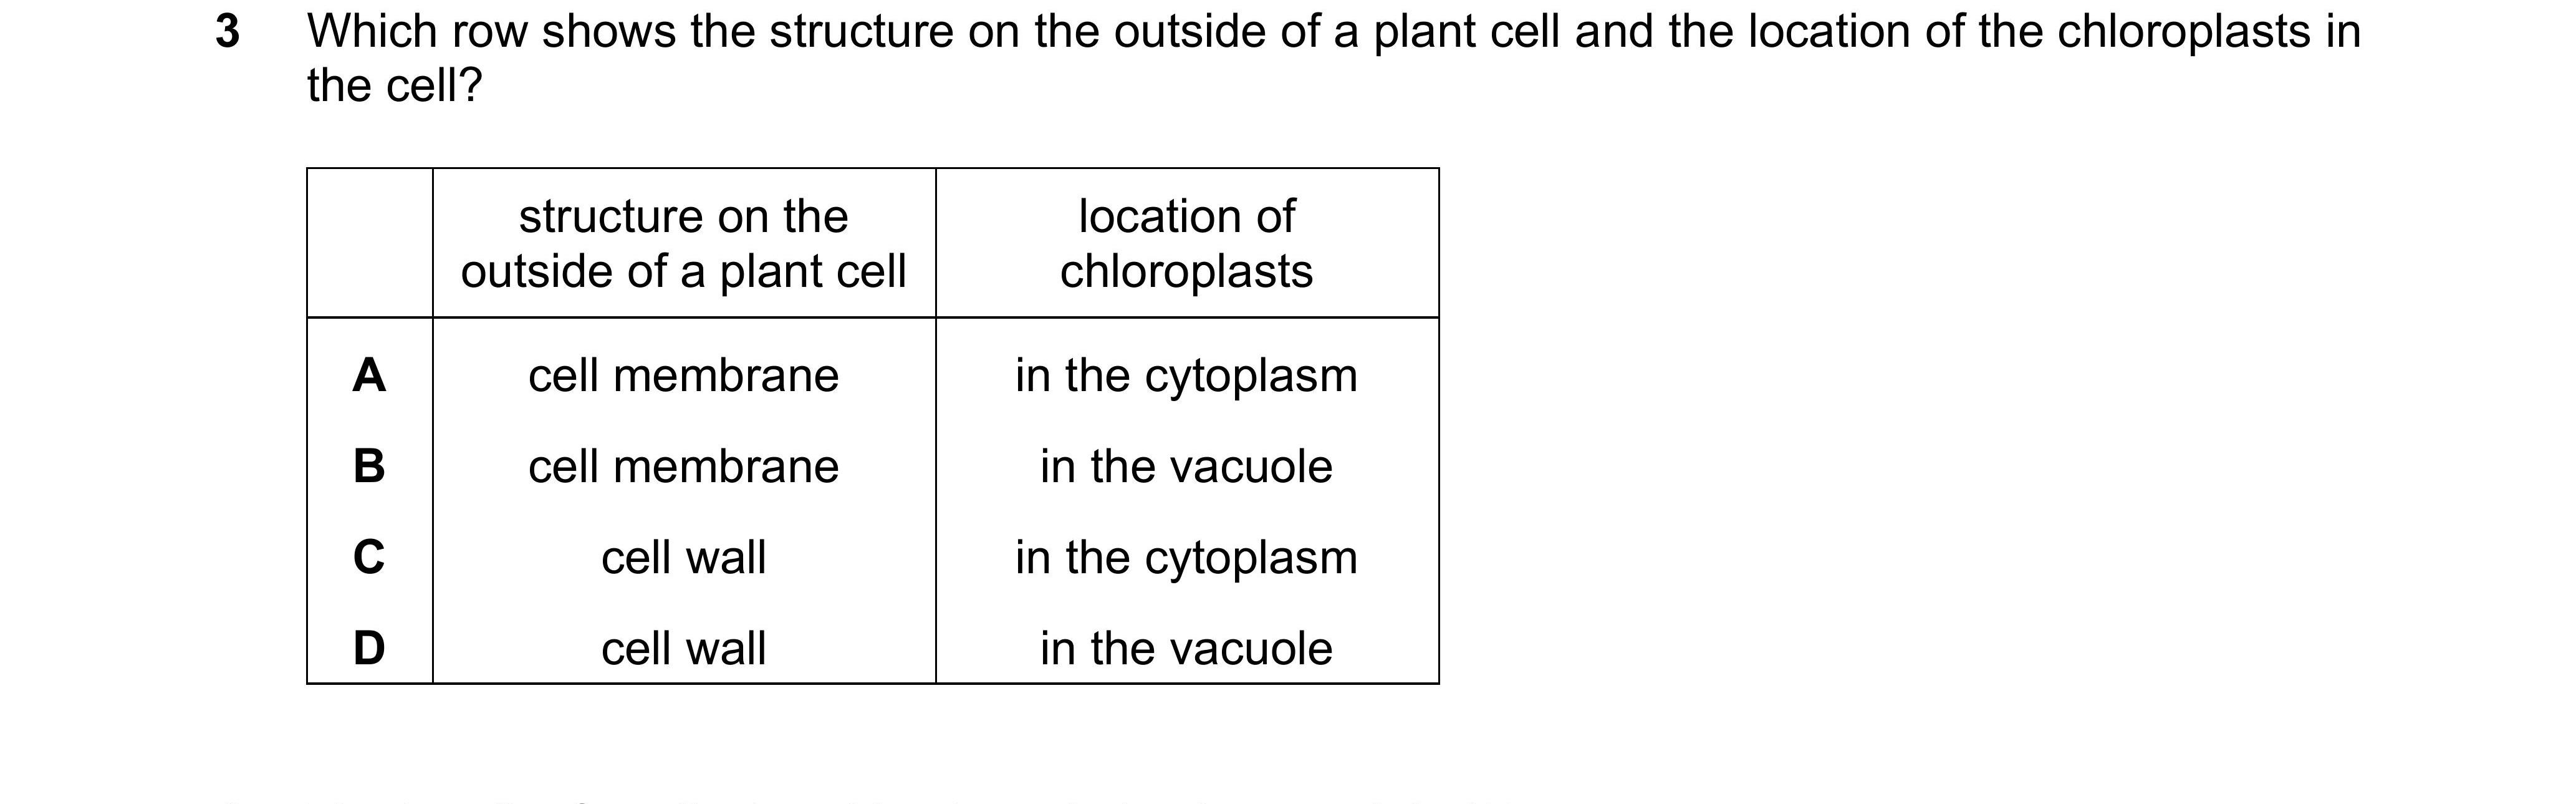 3 Which row shows the structure on the outside of a plant cell and the location of the chloroplasts in
the cell?
structure on the
outside of a plant cell
location of
chloroplasts
A cell membrane in the cytoplasm
B cell membrane in the vacuole
C cell wall in the cytoplasm
D cell wall in the vacuole